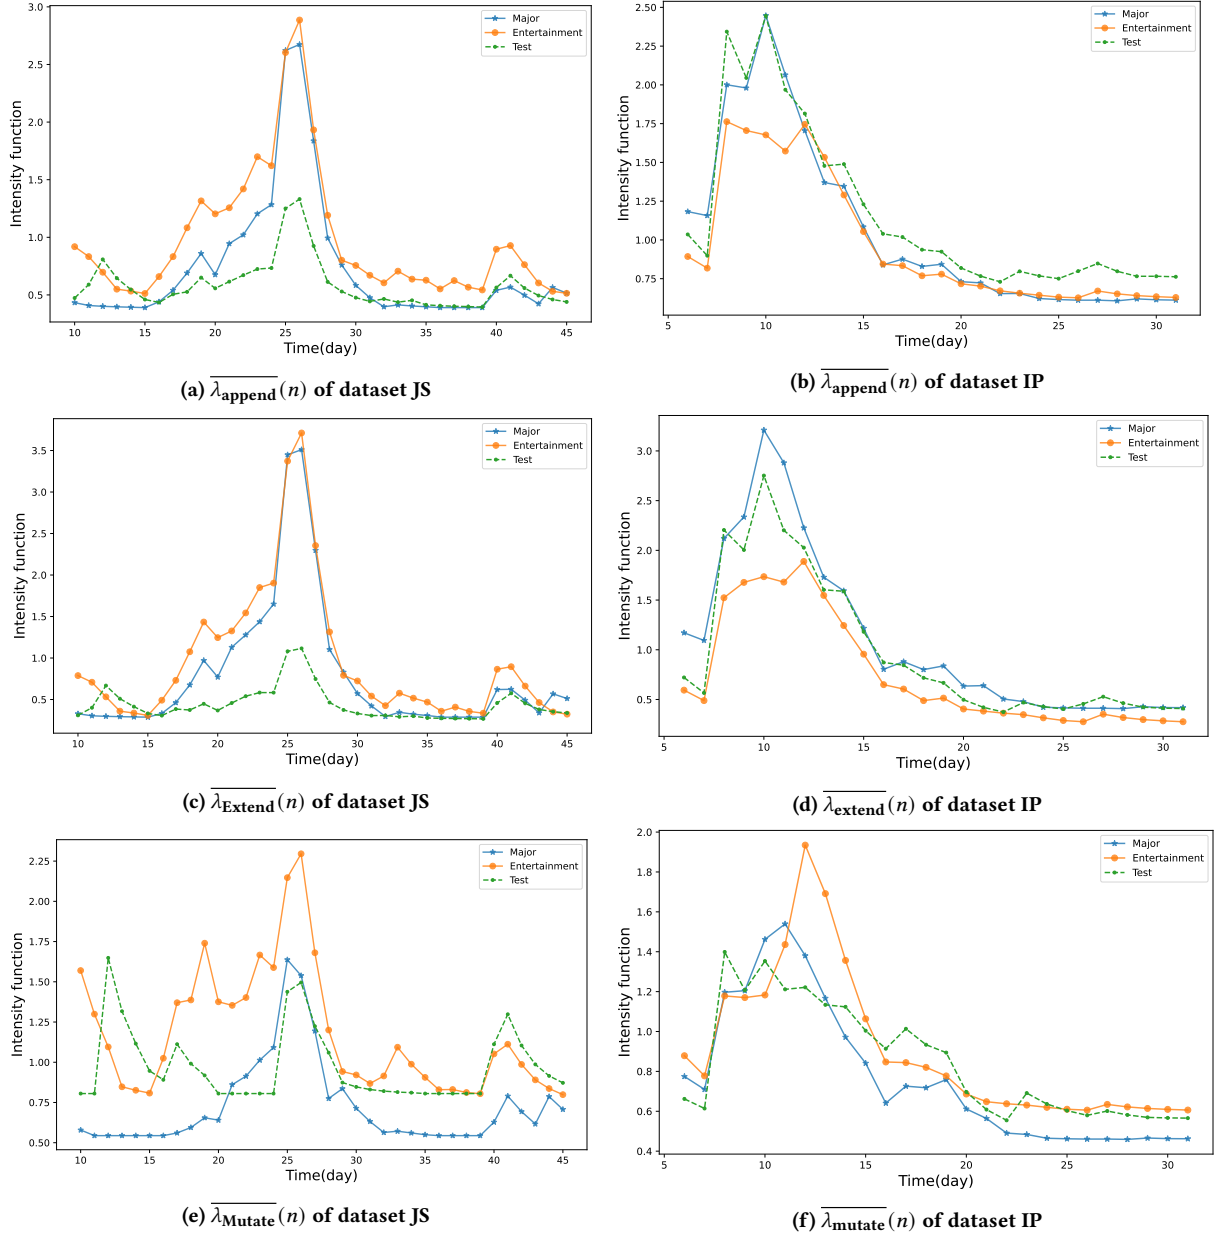 3.0
2.5
2.0
1.5
1.0
0.5
Intensity function
Major
Entertainment
Test
10 15 20 25 30 35 40 45
Time(day)
(a) λ_append(n) of dataset JS
2.50
2.25
2.00
1.75
1.50
1.25
1.00
0.75
Intensity function
Major
Entertainment
Test
5 10 15 20 25 30
Time(day)
(b) λ_append(n) of dataset IP
3.5
3.0
2.5
2.0
1.5
1.0
0.5
Intensity function
Major
Entertainment
Test
10 15 20 25 30 35 40 45
Time(day)
(c) λ_Extend(n) of dataset JS
3.0
2.5
2.0
1.5
1.0
0.5
Intensity function
Major
Entertainment
Test
5 10 15 20 25 30
Time(day)
(d) λ_extend(n) of dataset IP
2.25
2.00
1.75
1.50
1.25
1.00
0.75
0.50
Intensity function
Major
Entertainment
Test
10 15 20 25 30 35 40 45
Time(day)
(e) λ_Mutate(n) of dataset JS
2.0
1.8
1.6
1.4
1.2
1.0
0.8
0.6
0.4
Intensity function
Major
Entertainment
Test
5 10 15 20 25 30
Time(day)
(f) λ_mutate(n) of dataset IP